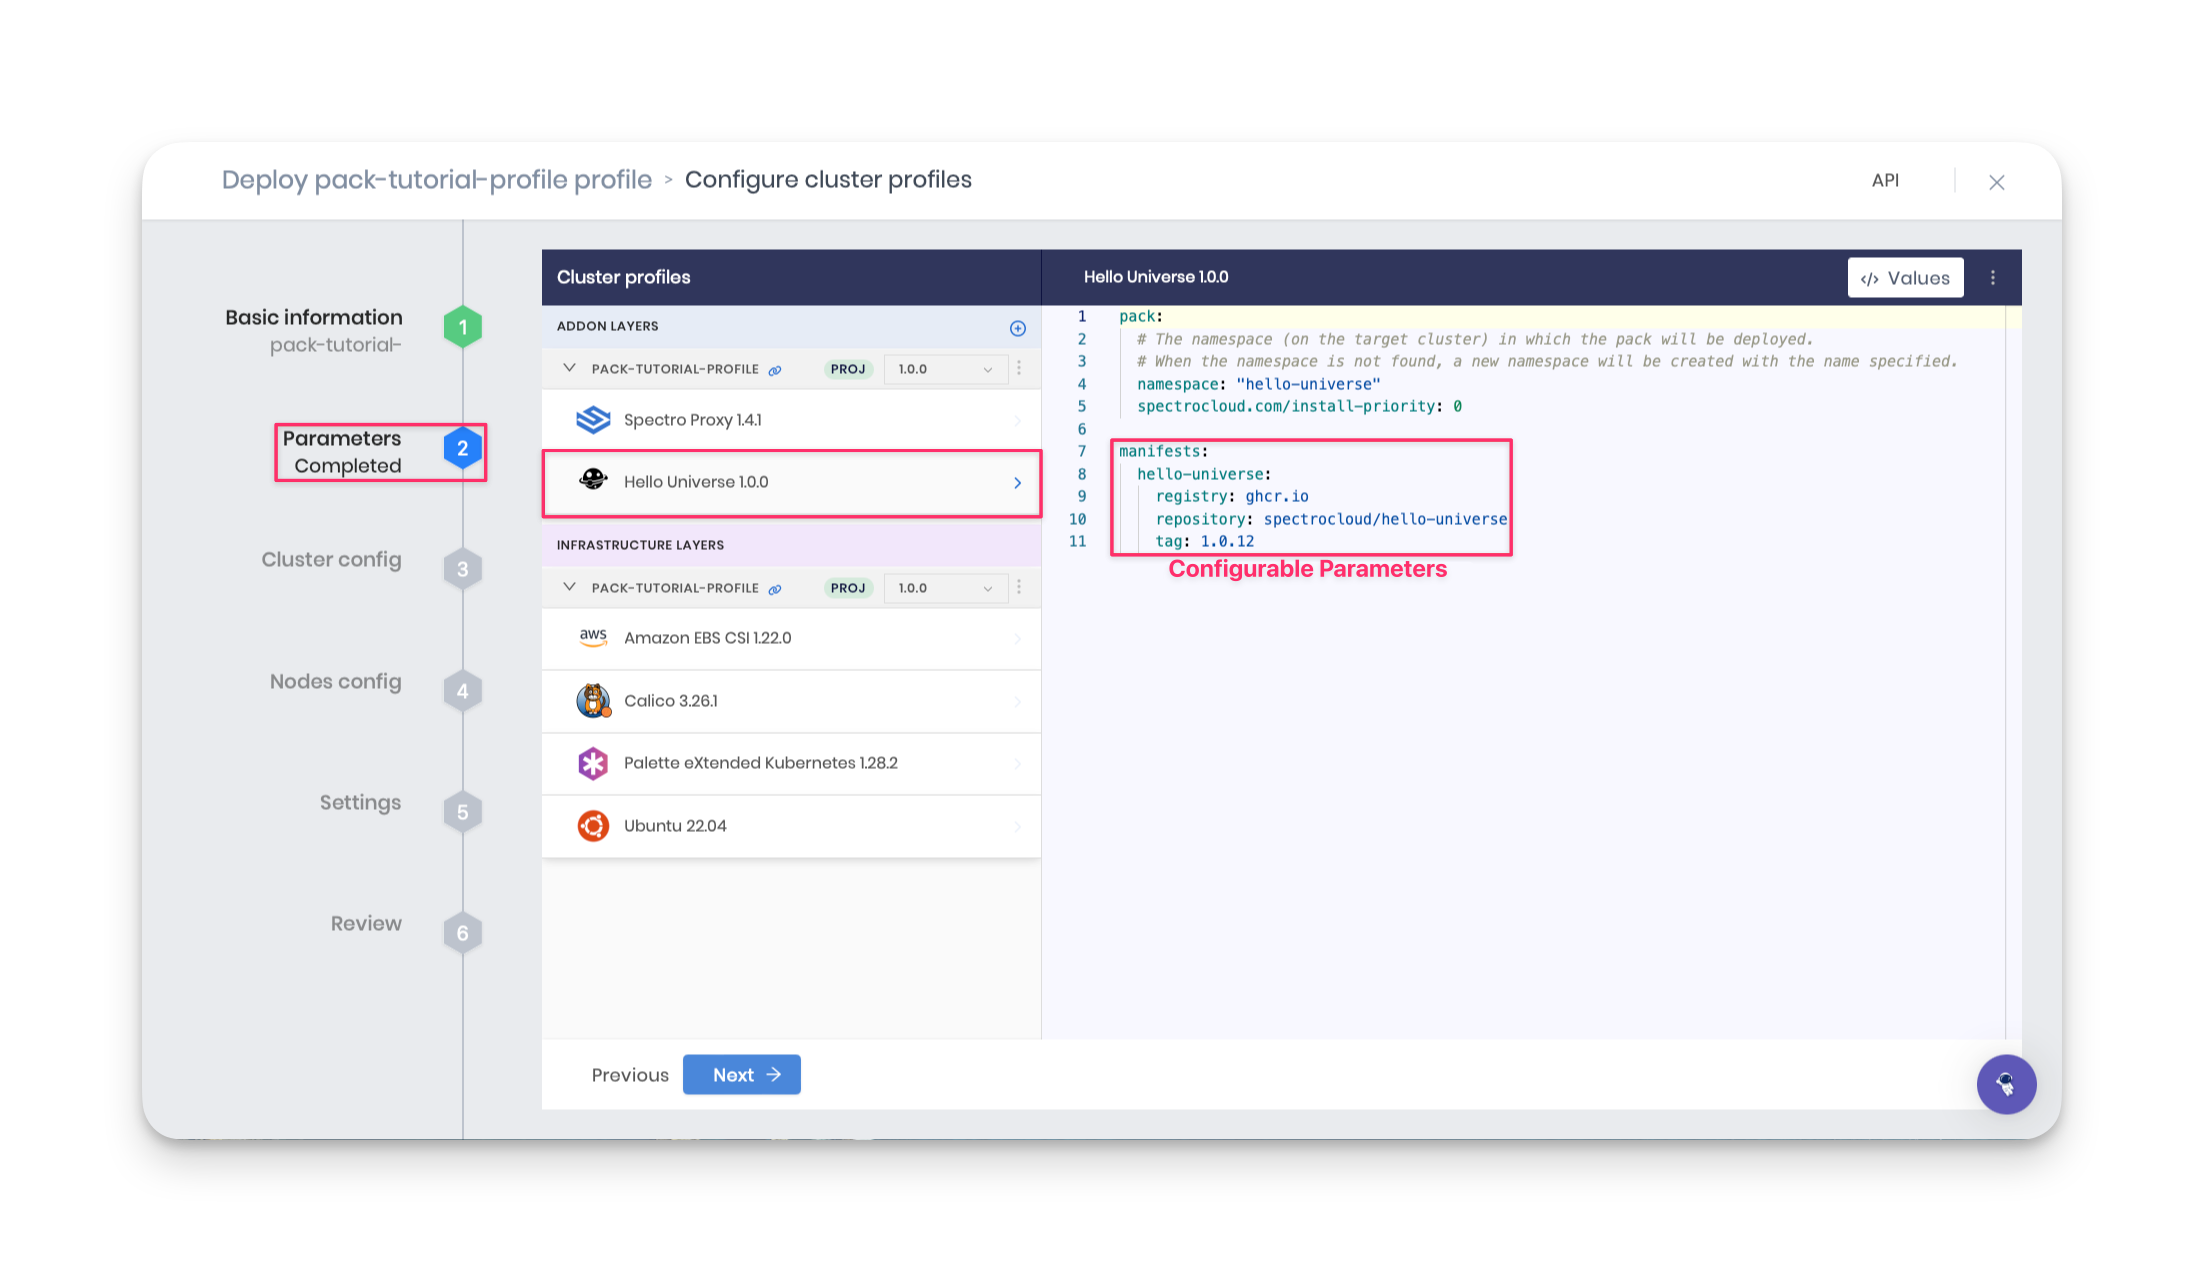 Deploy pack-tutorial-profile profile > Configure cluster profiles
API
Basic information
pack-tutorial-
1
Parameters
Completed
2
Cluster config
3
Nodes config
4
Settings
5
Review
6
Cluster profiles
ADDON LAYERS
PACK-TUTORIAL-PROFILE PROJ 1.0.0
Spectro Proxy 1.4.1
Hello Universe 1.0.0
INFRASTRUCTURE LAYERS
PACK-TUTORIAL-PROFILE PROJ 1.0.0
aws Amazon EBS CSI 1.22.0
Calico 3.26.1
Palette eXtended Kubernetes 1.28.2
Ubuntu 22.04
Hello Universe 1.0.0
</> Values
1 pack:
2 # The namespace (on the target cluster) in which the pack will be deployed.
3 # When the namespace is not found, a new namespace will be created with the name specified.
4 namespace: "hello-universe"
5 spectrocloud.com/install-priority: 0
6
7 manifests:
8 hello-universe:
9 registry: ghcr.io
10 repository: spectrocloud/hello-universe
11 tag: 1.0.12
Configurable Parameters
Previous
Next →